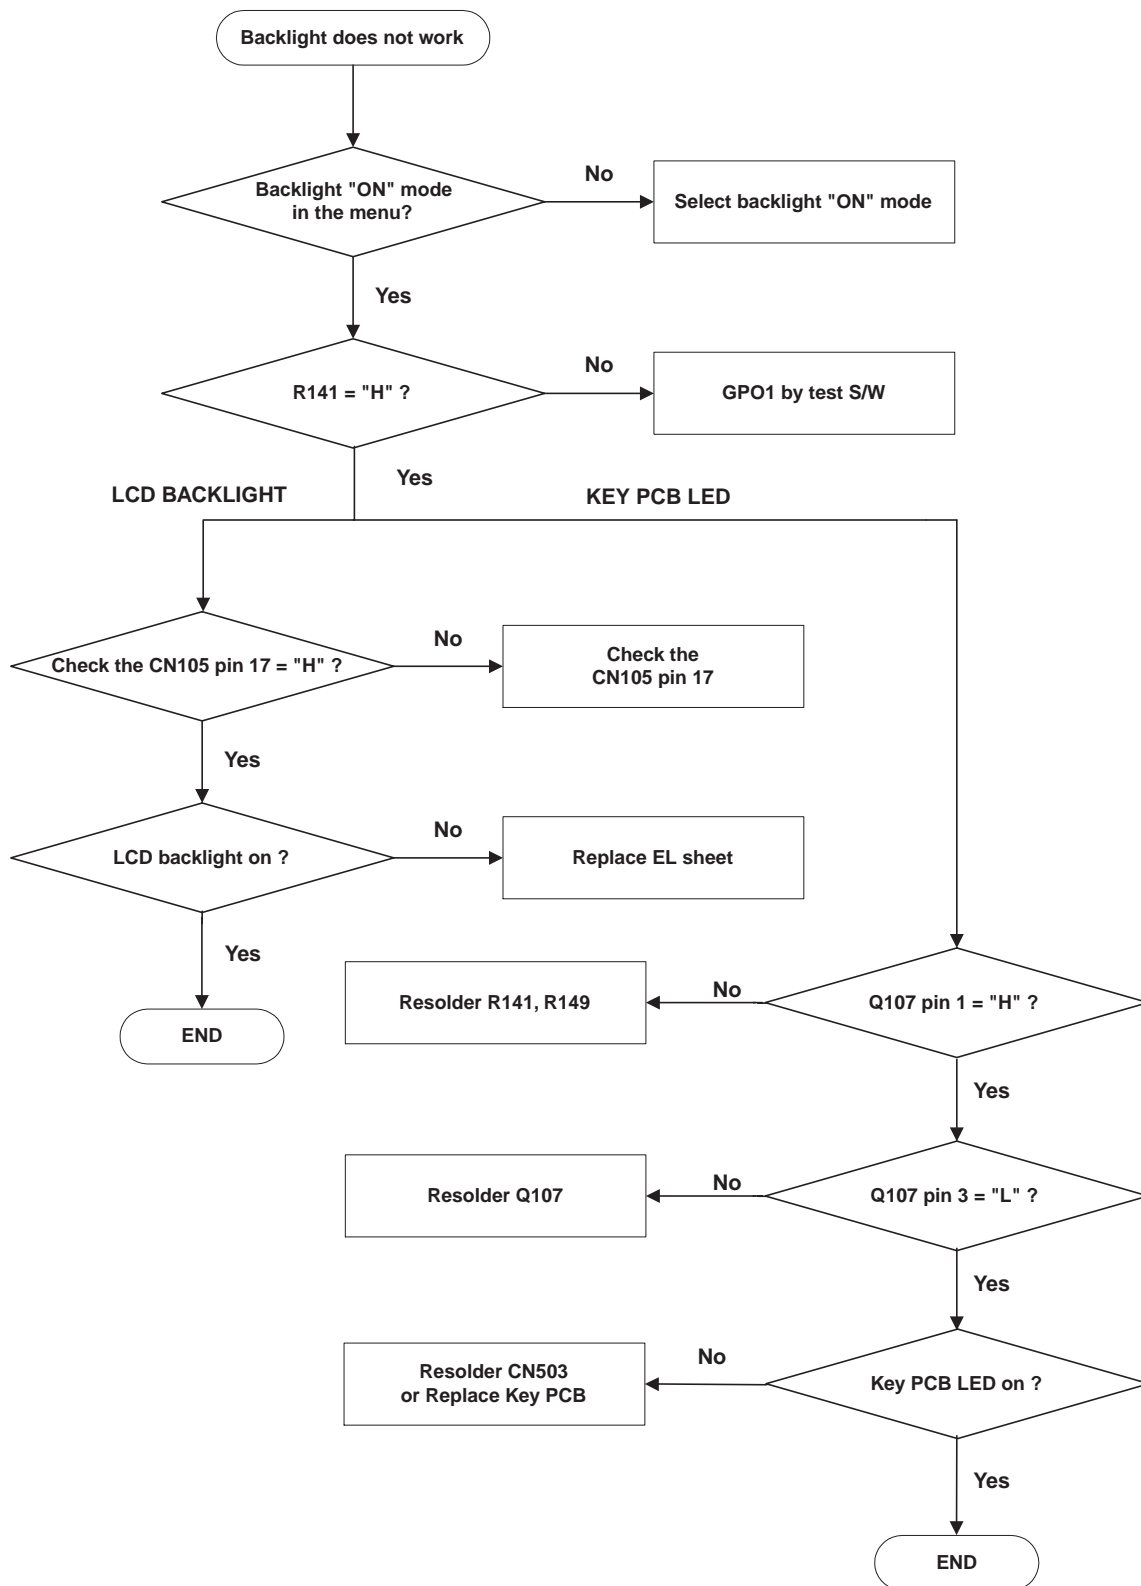 Backlight does not work
Backlight "ON" mode
in the menu?
No
Select backlight "ON" mode
Yes
R141 = "H" ?
No
GPO1 by test S/W
Yes
LCD BACKLIGHT
KEY PCB LED
Check the CN105 pin 17 = "H" ?
No
Check the
CN105 pin 17
Yes
LCD backlight on ?
No
Replace EL sheet
Yes
END
Q107 pin 1 = "H" ?
No
Resolder R141, R149
Yes
Q107 pin 3 = "L" ?
No
Resolder Q107
Yes
Key PCB LED on ?
No
Resolder CN503
or Replace Key PCB
Yes
END